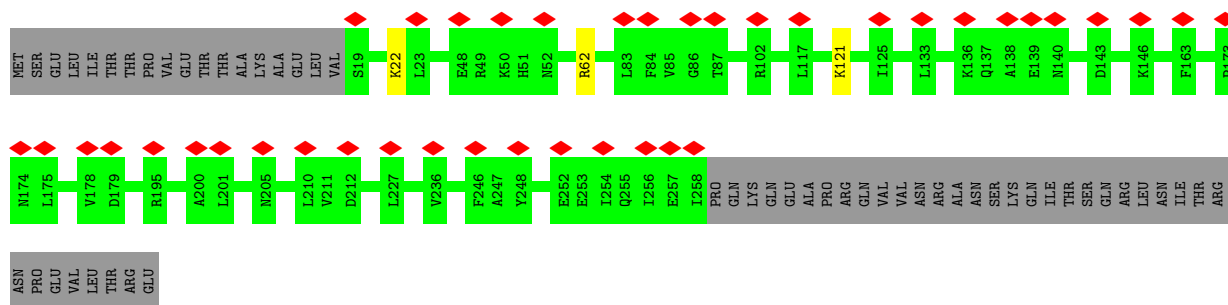 MET SER GLU LEU ILE THR THR PRO VAL GLU THR THR ALA LYS ALA GLU LEU VAL S19 K22 L23 E48 R49 K50 H51 N52 R62 L83 F84 V85 G86 T87 R102 L117 K121 I125 L133 K136 Q137 A138 E139 N140 D143 K146 F163
N174 L175 V178 D179 R195 A200 L201 N205 L210 V211 D212 L227 V236 F246 A247 Y248 E252 E253 I254 Q255 I256 E257 I258 PRO GLN LYS GLN GLU ALA PRO ARG GLN VAL VAL ASN ARG ALA ASN SER LYS GLN ILE THR SER GLN ARG LEU ASN ILE THR ARG
ASN PRO GLU VAL LEU THR ARG GLU